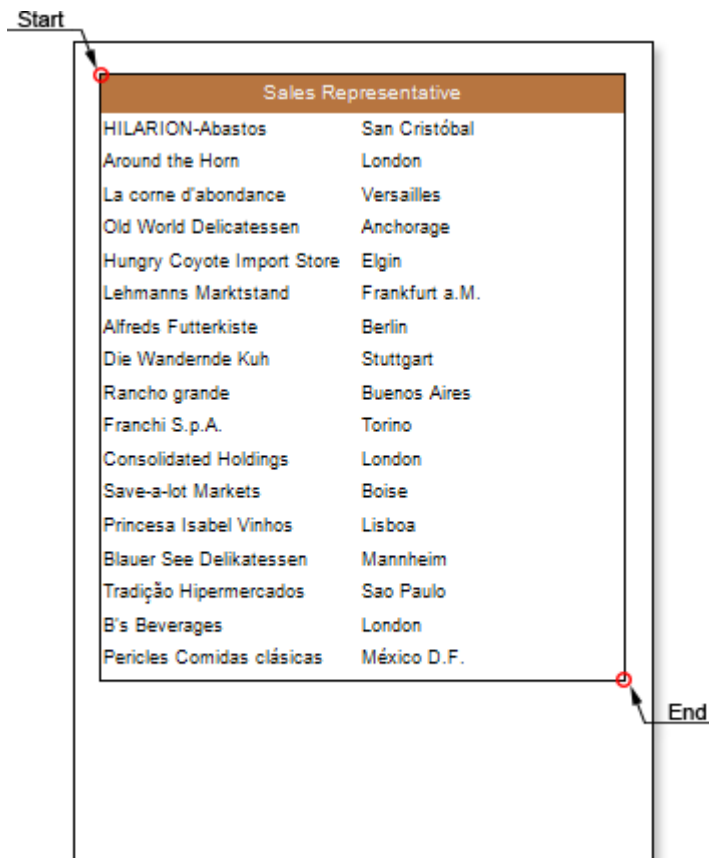 Start
Sales Representative
HILARION-Abastos San Cristóbal
Around the Horn London
La corne d'abondance Versailles
Old World Delicatessen Anchorage
Hungry Coyote Import Store Elgin
Lehmanns Marktstand Frankfurt a.M.
Alfreds Futterkiste Berlin
Die Wandernde Kuh Stuttgart
Rancho grande Buenos Aires
Franchi S.p.A. Torino
Consolidated Holdings London
Save-a-lot Markets Boise
Princesa Isabel Vinhos Lisboa
Blauer See Delikatessen Mannheim
Tradição Hipermercados Sao Paulo
B's Beverages London
Pericles Comidas clásicas México D.F.
End